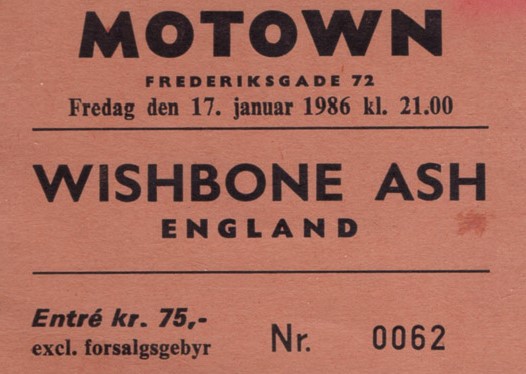 MOTOWN
FREDERIKSGADE 72
Fredag den 17. januar 1986 kl. 21.00
WISHBONE ASH
ENGLAND
Entré kr. 75,-
excl. forsalgsgebyr
Nr. 0062